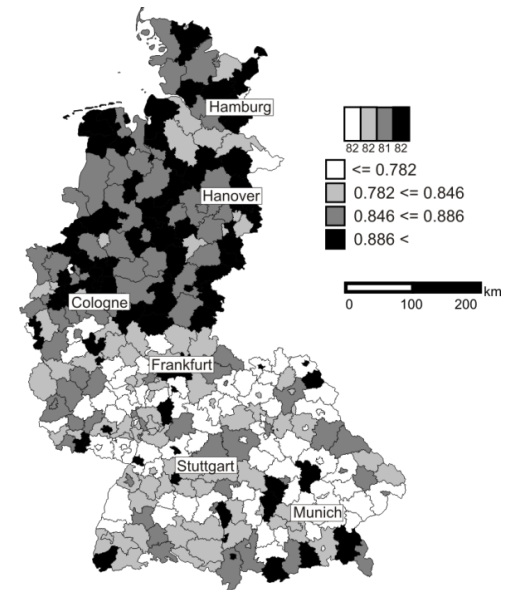 Hamburg
82 82 81 82
<= 0.782
Hanover
0.782 <= 0.846
0.846 <= 0.886
0.886 <
km
Cologne
0 100 200
Frankfurt
Stuttgart
Munich